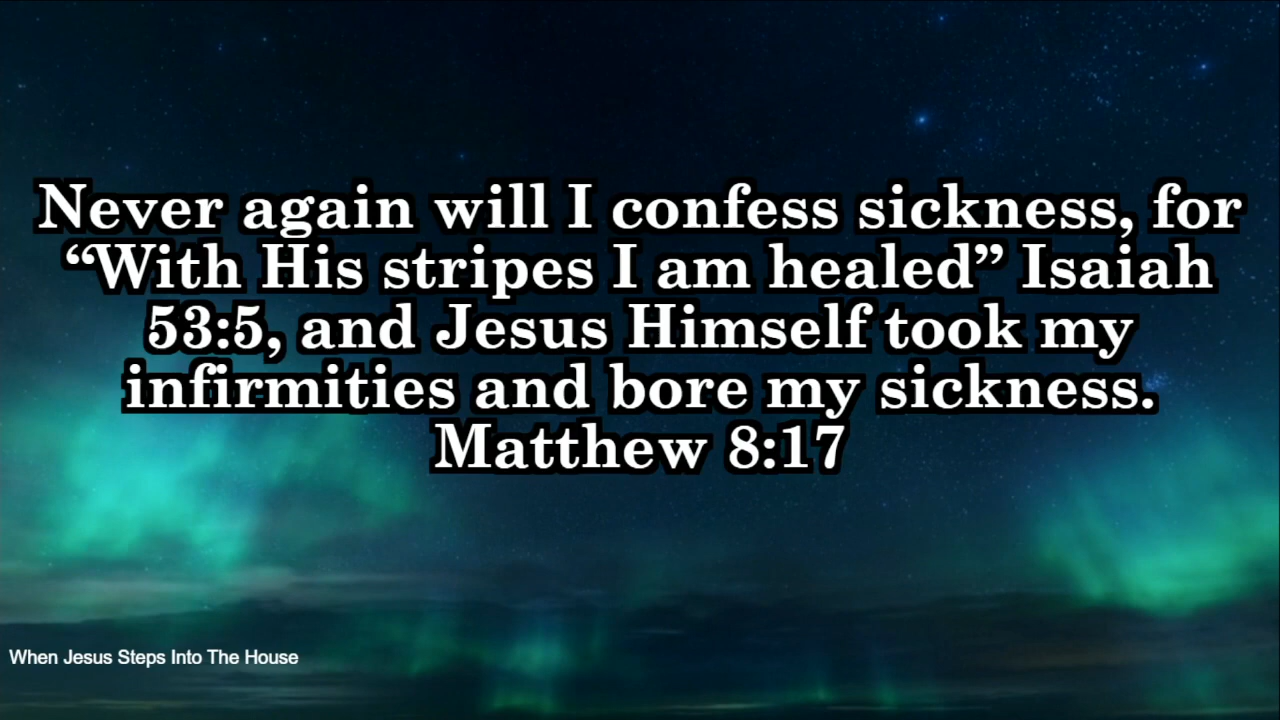 Never again will I confess sickness, for
“With His stripes I am healed” Isaiah
53:5, and Jesus Himself took my
infirmities and bore my sickness.
Matthew 8:17
When Jesus Steps Into The House